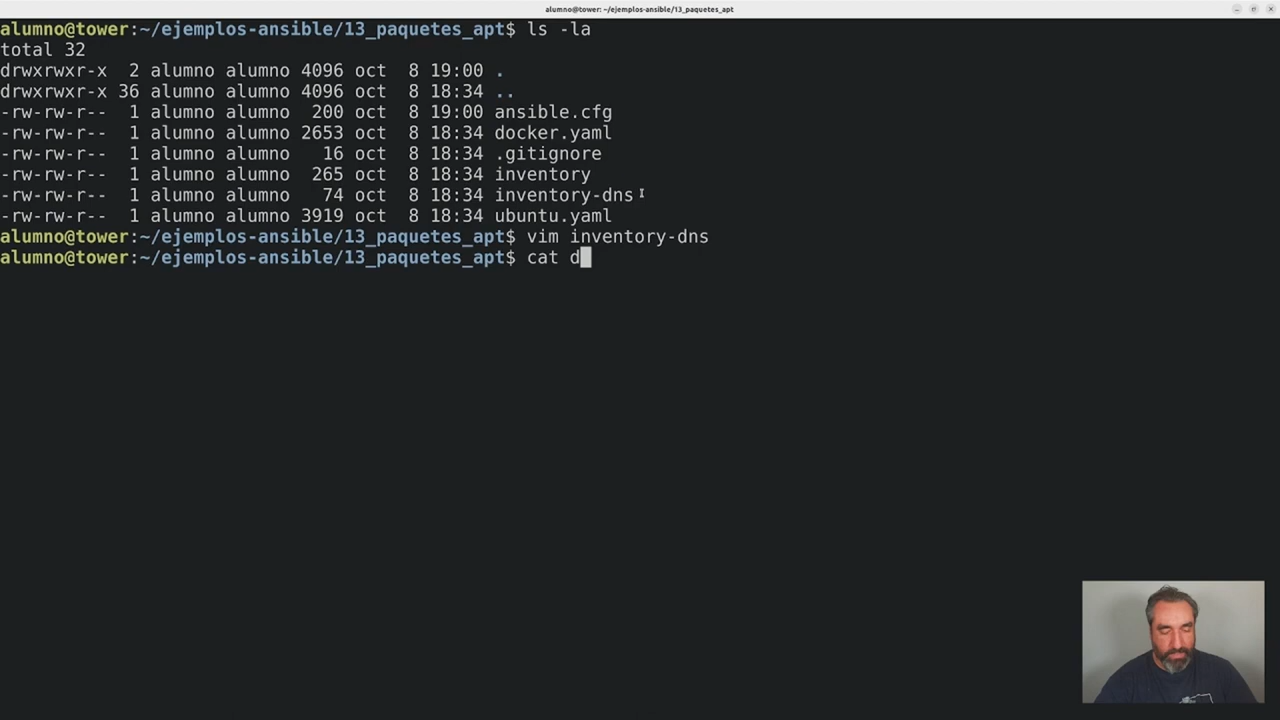 alumno@tower: ~/ejemplos-ansible/13_paquetes_apt
alumno@tower:~/ejemplos-ansible/13_paquetes_apt$ ls -la
total 32
drwxrwxr-x  2 alumno alumno 4096 oct  8 19:00 .
drwxrwxr-x 36 alumno alumno 4096 oct  8 18:34 ..
-rw-rw-r--  1 alumno alumno  200 oct  8 19:00 ansible.cfg
-rw-rw-r--  1 alumno alumno 2653 oct  8 18:34 docker.yaml
-rw-rw-r--  1 alumno alumno   16 oct  8 18:34 .gitignore
-rw-rw-r--  1 alumno alumno  265 oct  8 18:34 inventory
-rw-rw-r--  1 alumno alumno   74 oct  8 18:34 inventory-dns
-rw-rw-r--  1 alumno alumno 3919 oct  8 18:34 ubuntu.yaml
alumno@tower:~/ejemplos-ansible/13_paquetes_apt$ vim inventory-dns
alumno@tower:~/ejemplos-ansible/13_paquetes_apt$ cat d